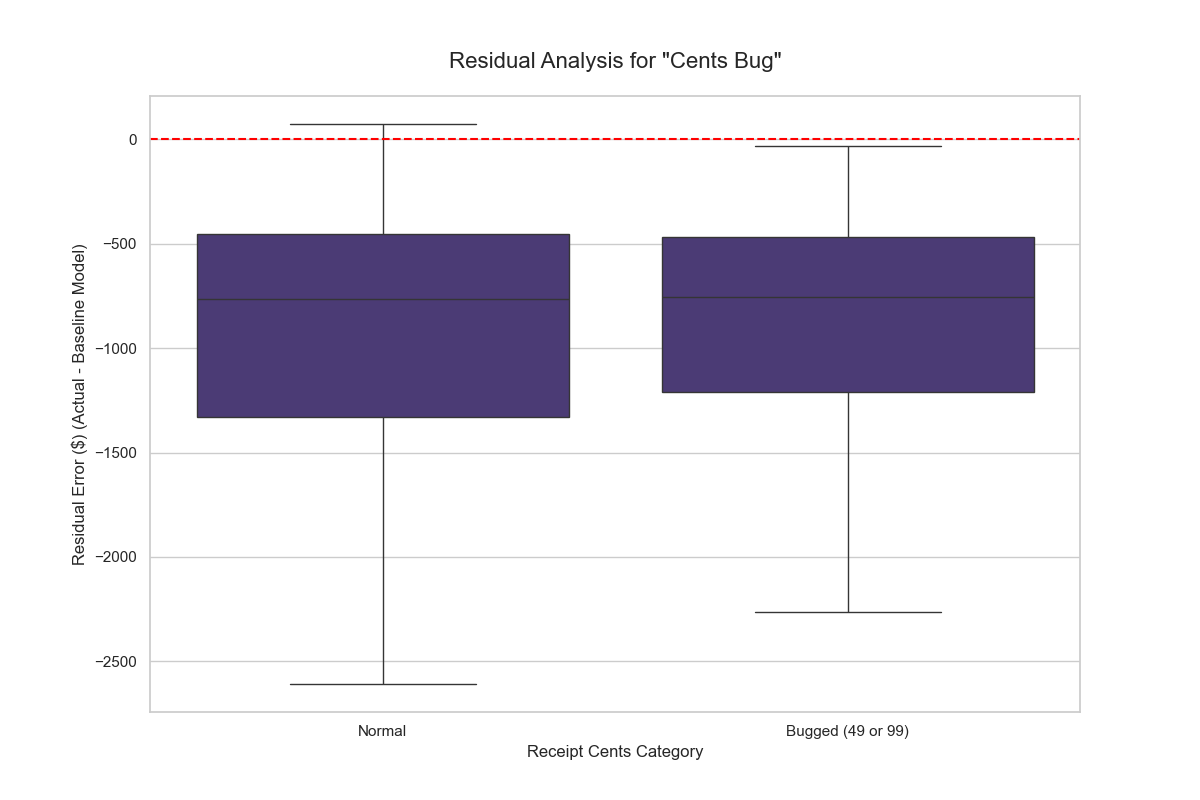 Residual Analysis for "Cents Bug"
Residual Error ($) (Actual - Baseline Model)
0
−500
−1000
−1500
−2000
−2500
Normal
Bugged (49 or 99)
Receipt Cents Category